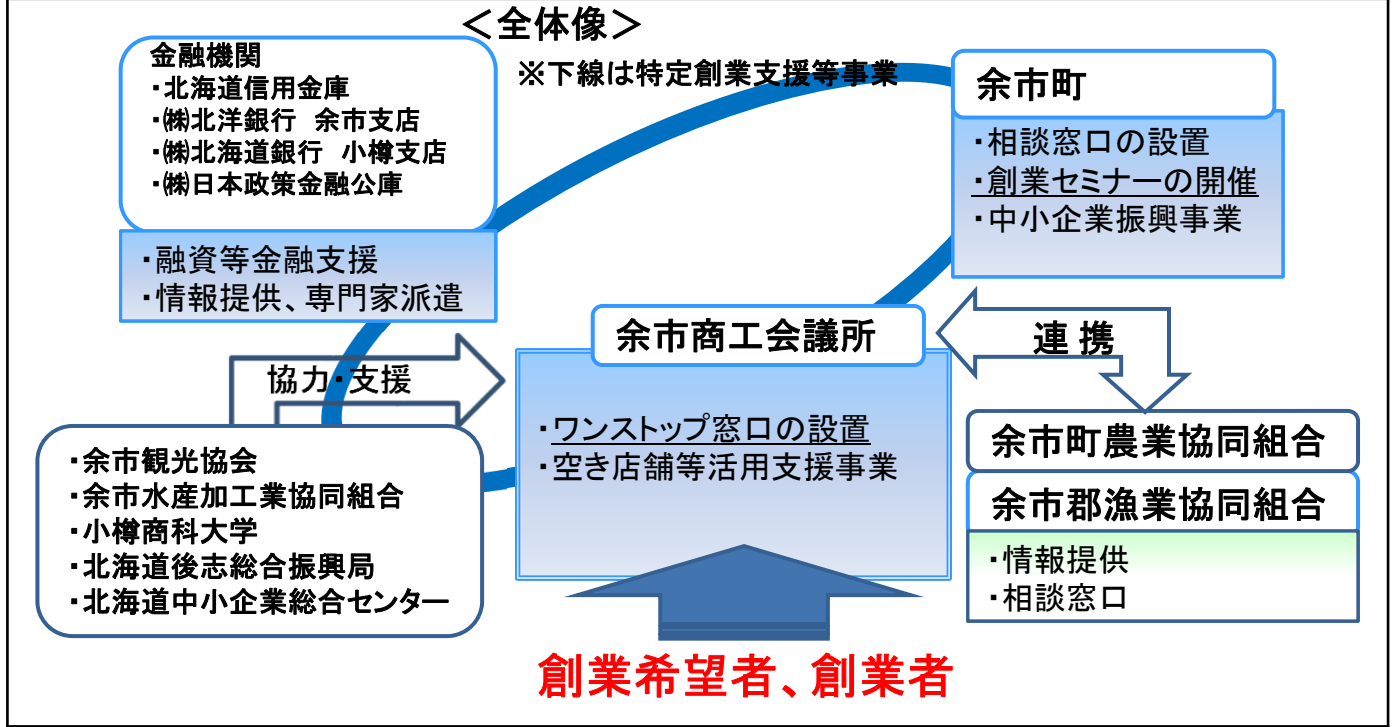 ＜全体像＞
※下線は特定創業支援等事業
金融機関
・北海道信用金庫
・㈱北洋銀行　余市支店
・㈱北海道銀行　小樽支店
・㈱日本政策金融公庫
・融資等金融支援
・情報提供、専門家派遣
余市町
・相談窓口の設置
・創業セミナーの開催
・中小企業振興事業
余市商工会議所
・ワンストップ窓口の設置
・空き店舗等活用支援事業
連 携
協力・支援
・余市観光協会
・余市水産加工業協同組合
・小樽商科大学
・北海道後志総合振興局
・北海道中小企業総合センター
余市町農業協同組合
余市郡漁業協同組合
・情報提供
・相談窓口
創業希望者、創業者